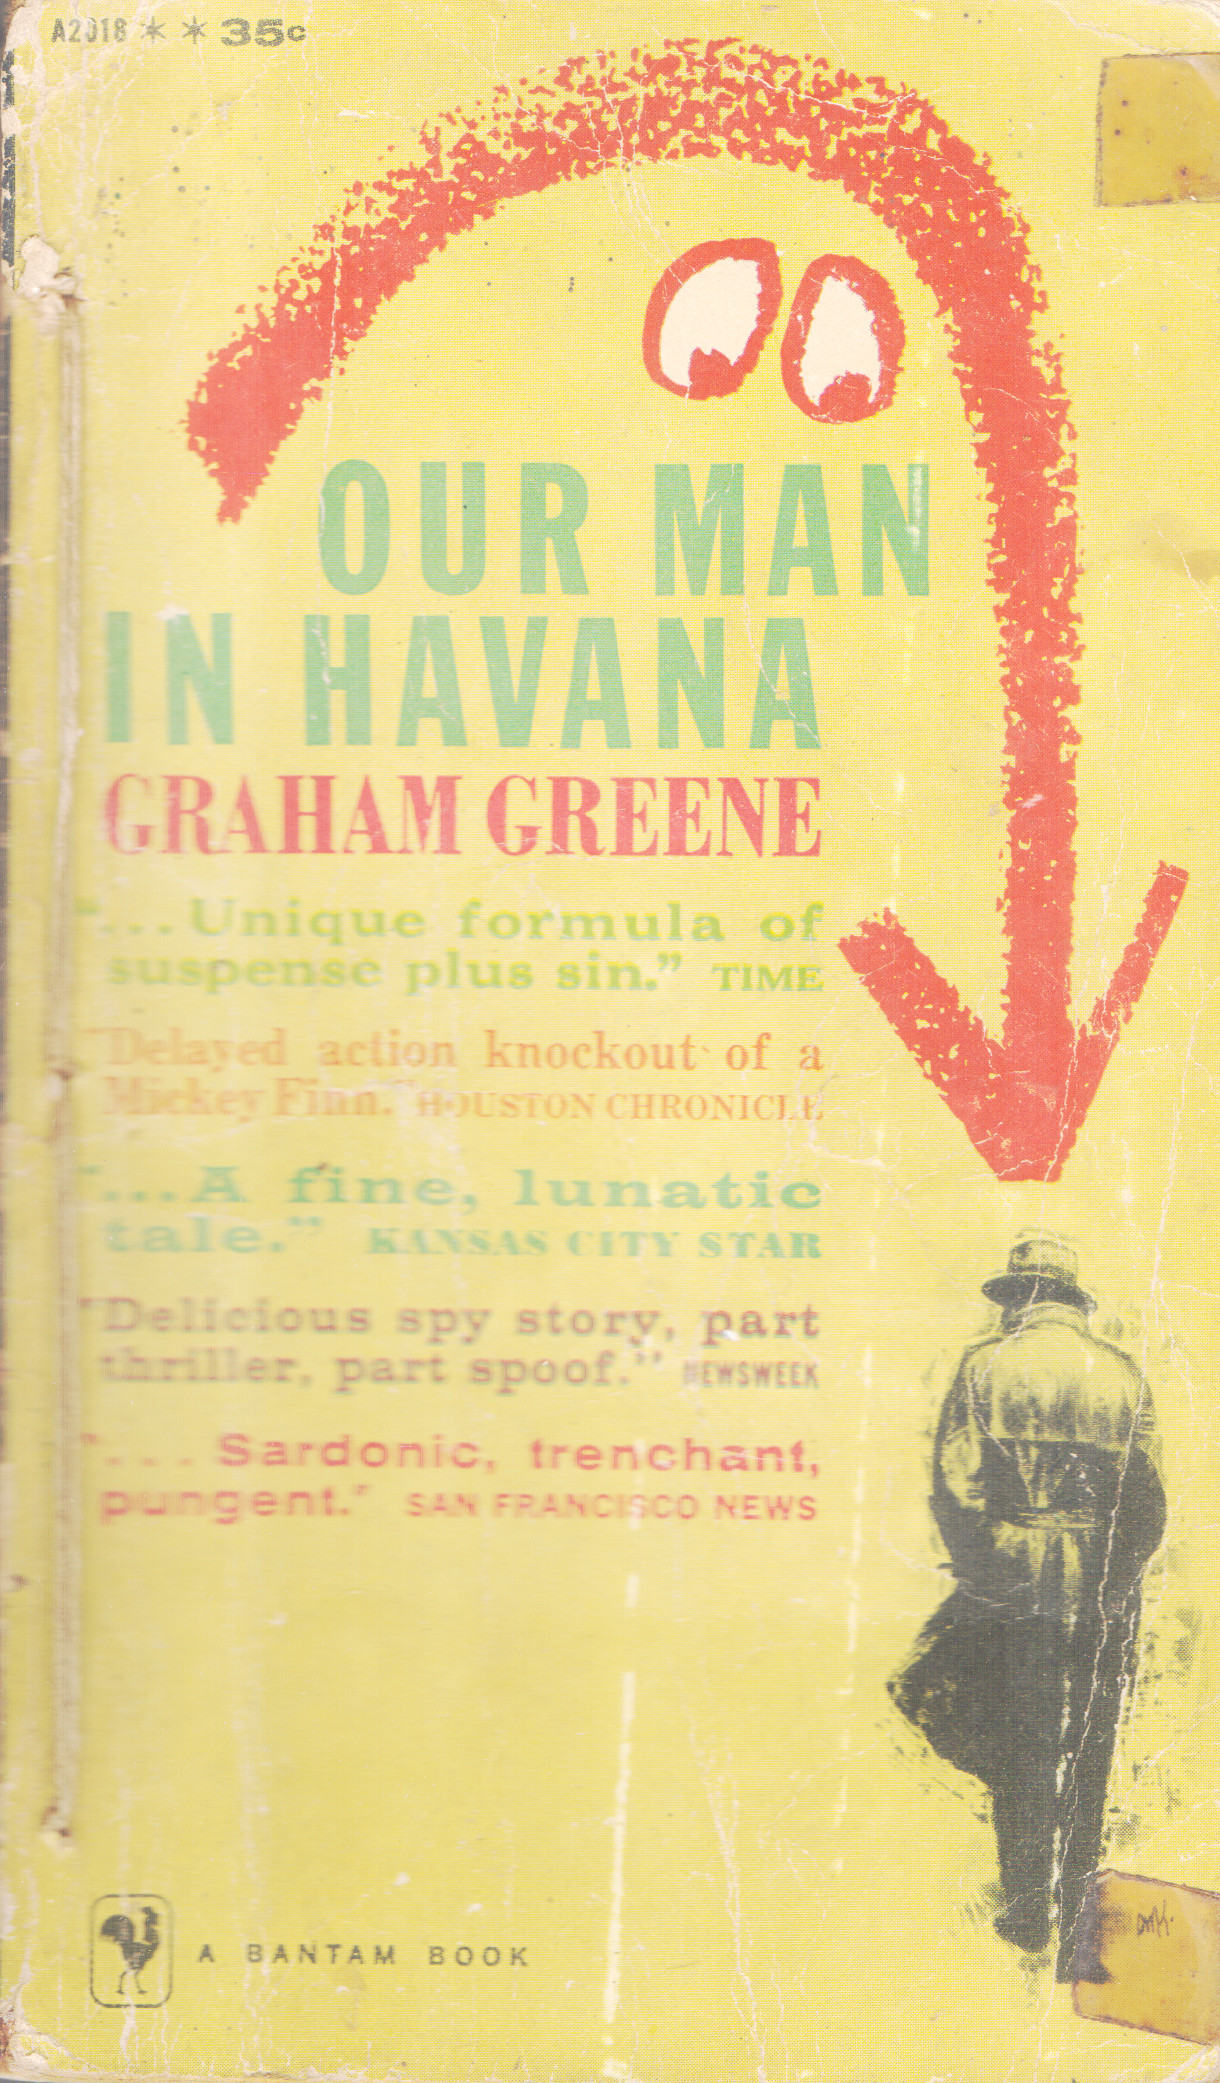 A2018 * * 35c
OUR MAN
IN HAVANA
GRAHAM GREENE
"...Unique formula of
suspense plus sin." TIME
"Delayed action knockout of a
Mickey Finn." HOUSTON CHRONICLE
"...A fine, lunatic
tale." KANSAS CITY STAR
"Delicious spy story, part
thriller, part spoof." NEWSWEEK
"...Sardonic, trenchant,
pungent." SAN FRANCISCO NEWS
A BANTAM BOOK